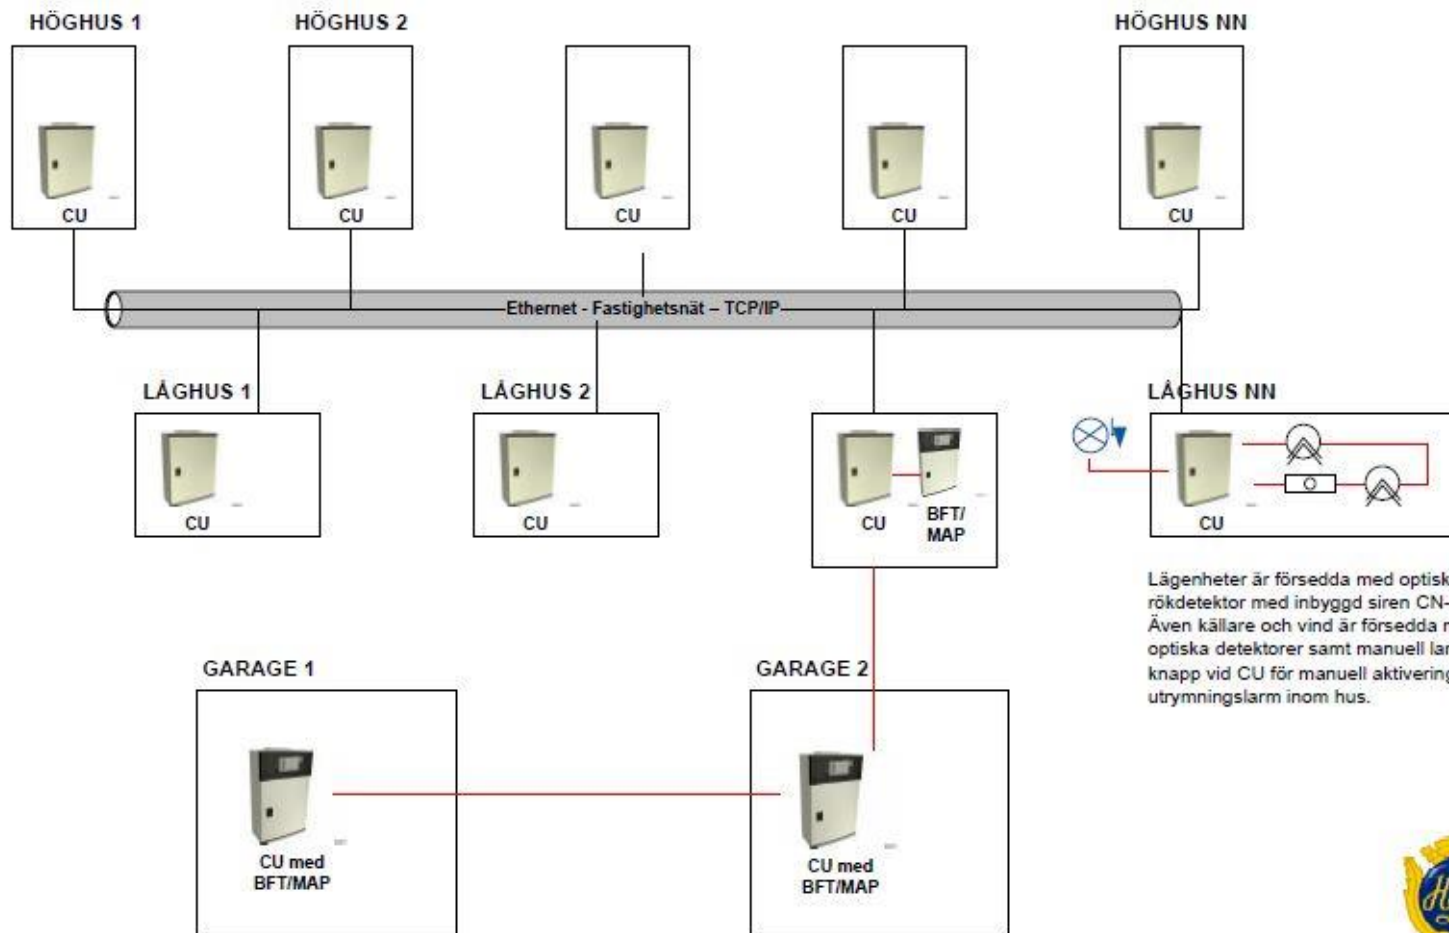 HÖGHUS 1
HÖGHUS 2
HÖGHUS NN
CU
CU
CU
CU
CU
Ethernet - Fastighetsnät – TCP/IP
LÅGHUS 1
LÅGHUS 2
LÅGHUS NN
CU
CU
CU
BFT/
MAP
CU
Lägenheter är försedda med optisk
rökdetektor med inbyggd siren CN-
Även källare och vind är försedda
optiska detektorer samt manuell
knapp vid CU för manuell aktivering
utrymningslarm inom hus.
GARAGE 1
GARAGE 2
CU med
BFT/MAP
CU med
BFT/MAP